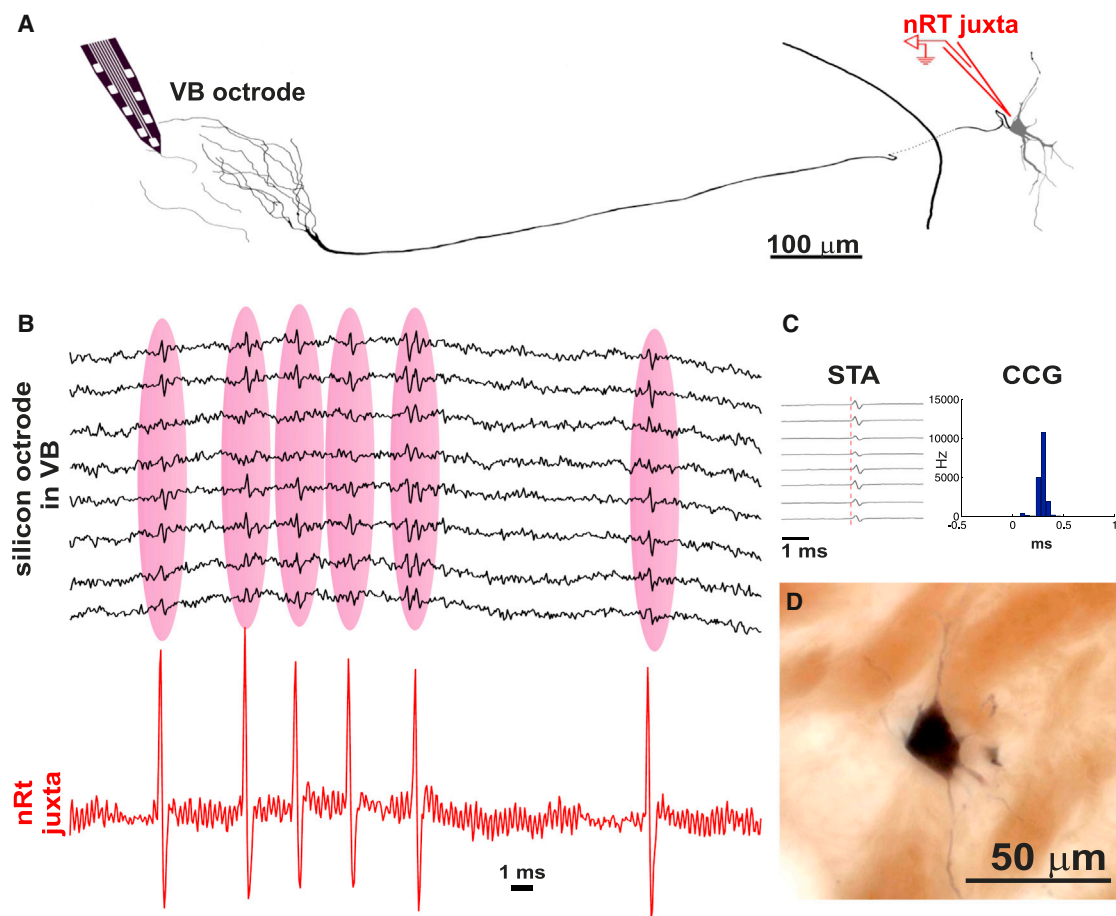 A
VB octrode
nRT juxta
100 μm
B
silicon octrode
in VB
nRt
juxta
1 ms
C
STA
CCG
1 ms
15000
10000
5000
0
Hz
-0.5
0
0.5
1
ms
D
50 μm